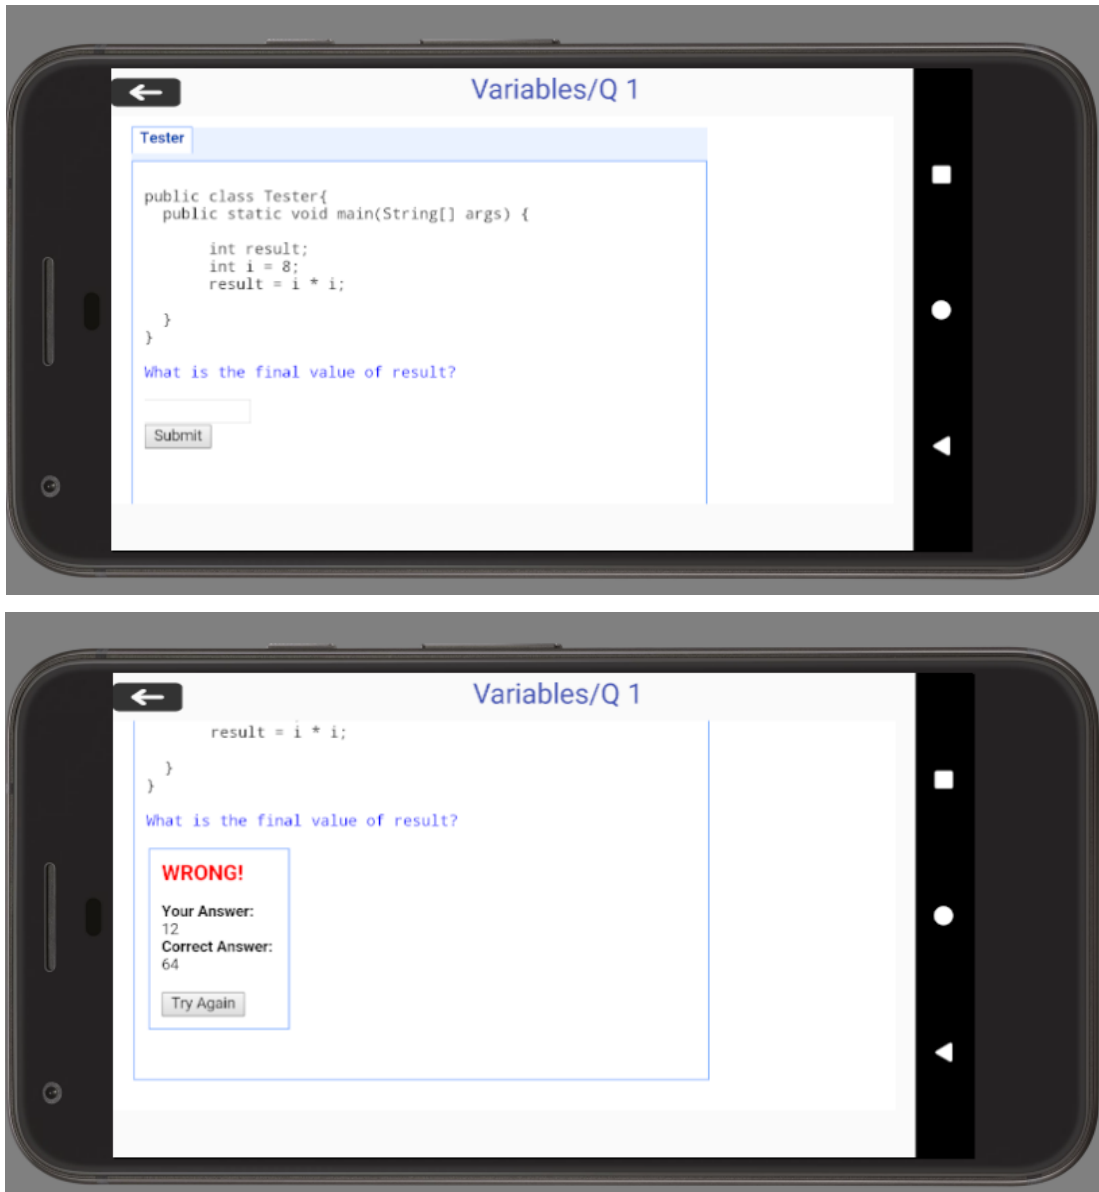 Variables/Q 1
Tester
public class Tester{
public static void main(String[] args) {
int result;
int i = 8;
result = i * i;
}
}
What is the final value of result?
Submit
Variables/Q 1
result = i * i;
}
}
What is the final value of result?
WRONG!
Your Answer:
12
Correct Answer:
64
Try Again